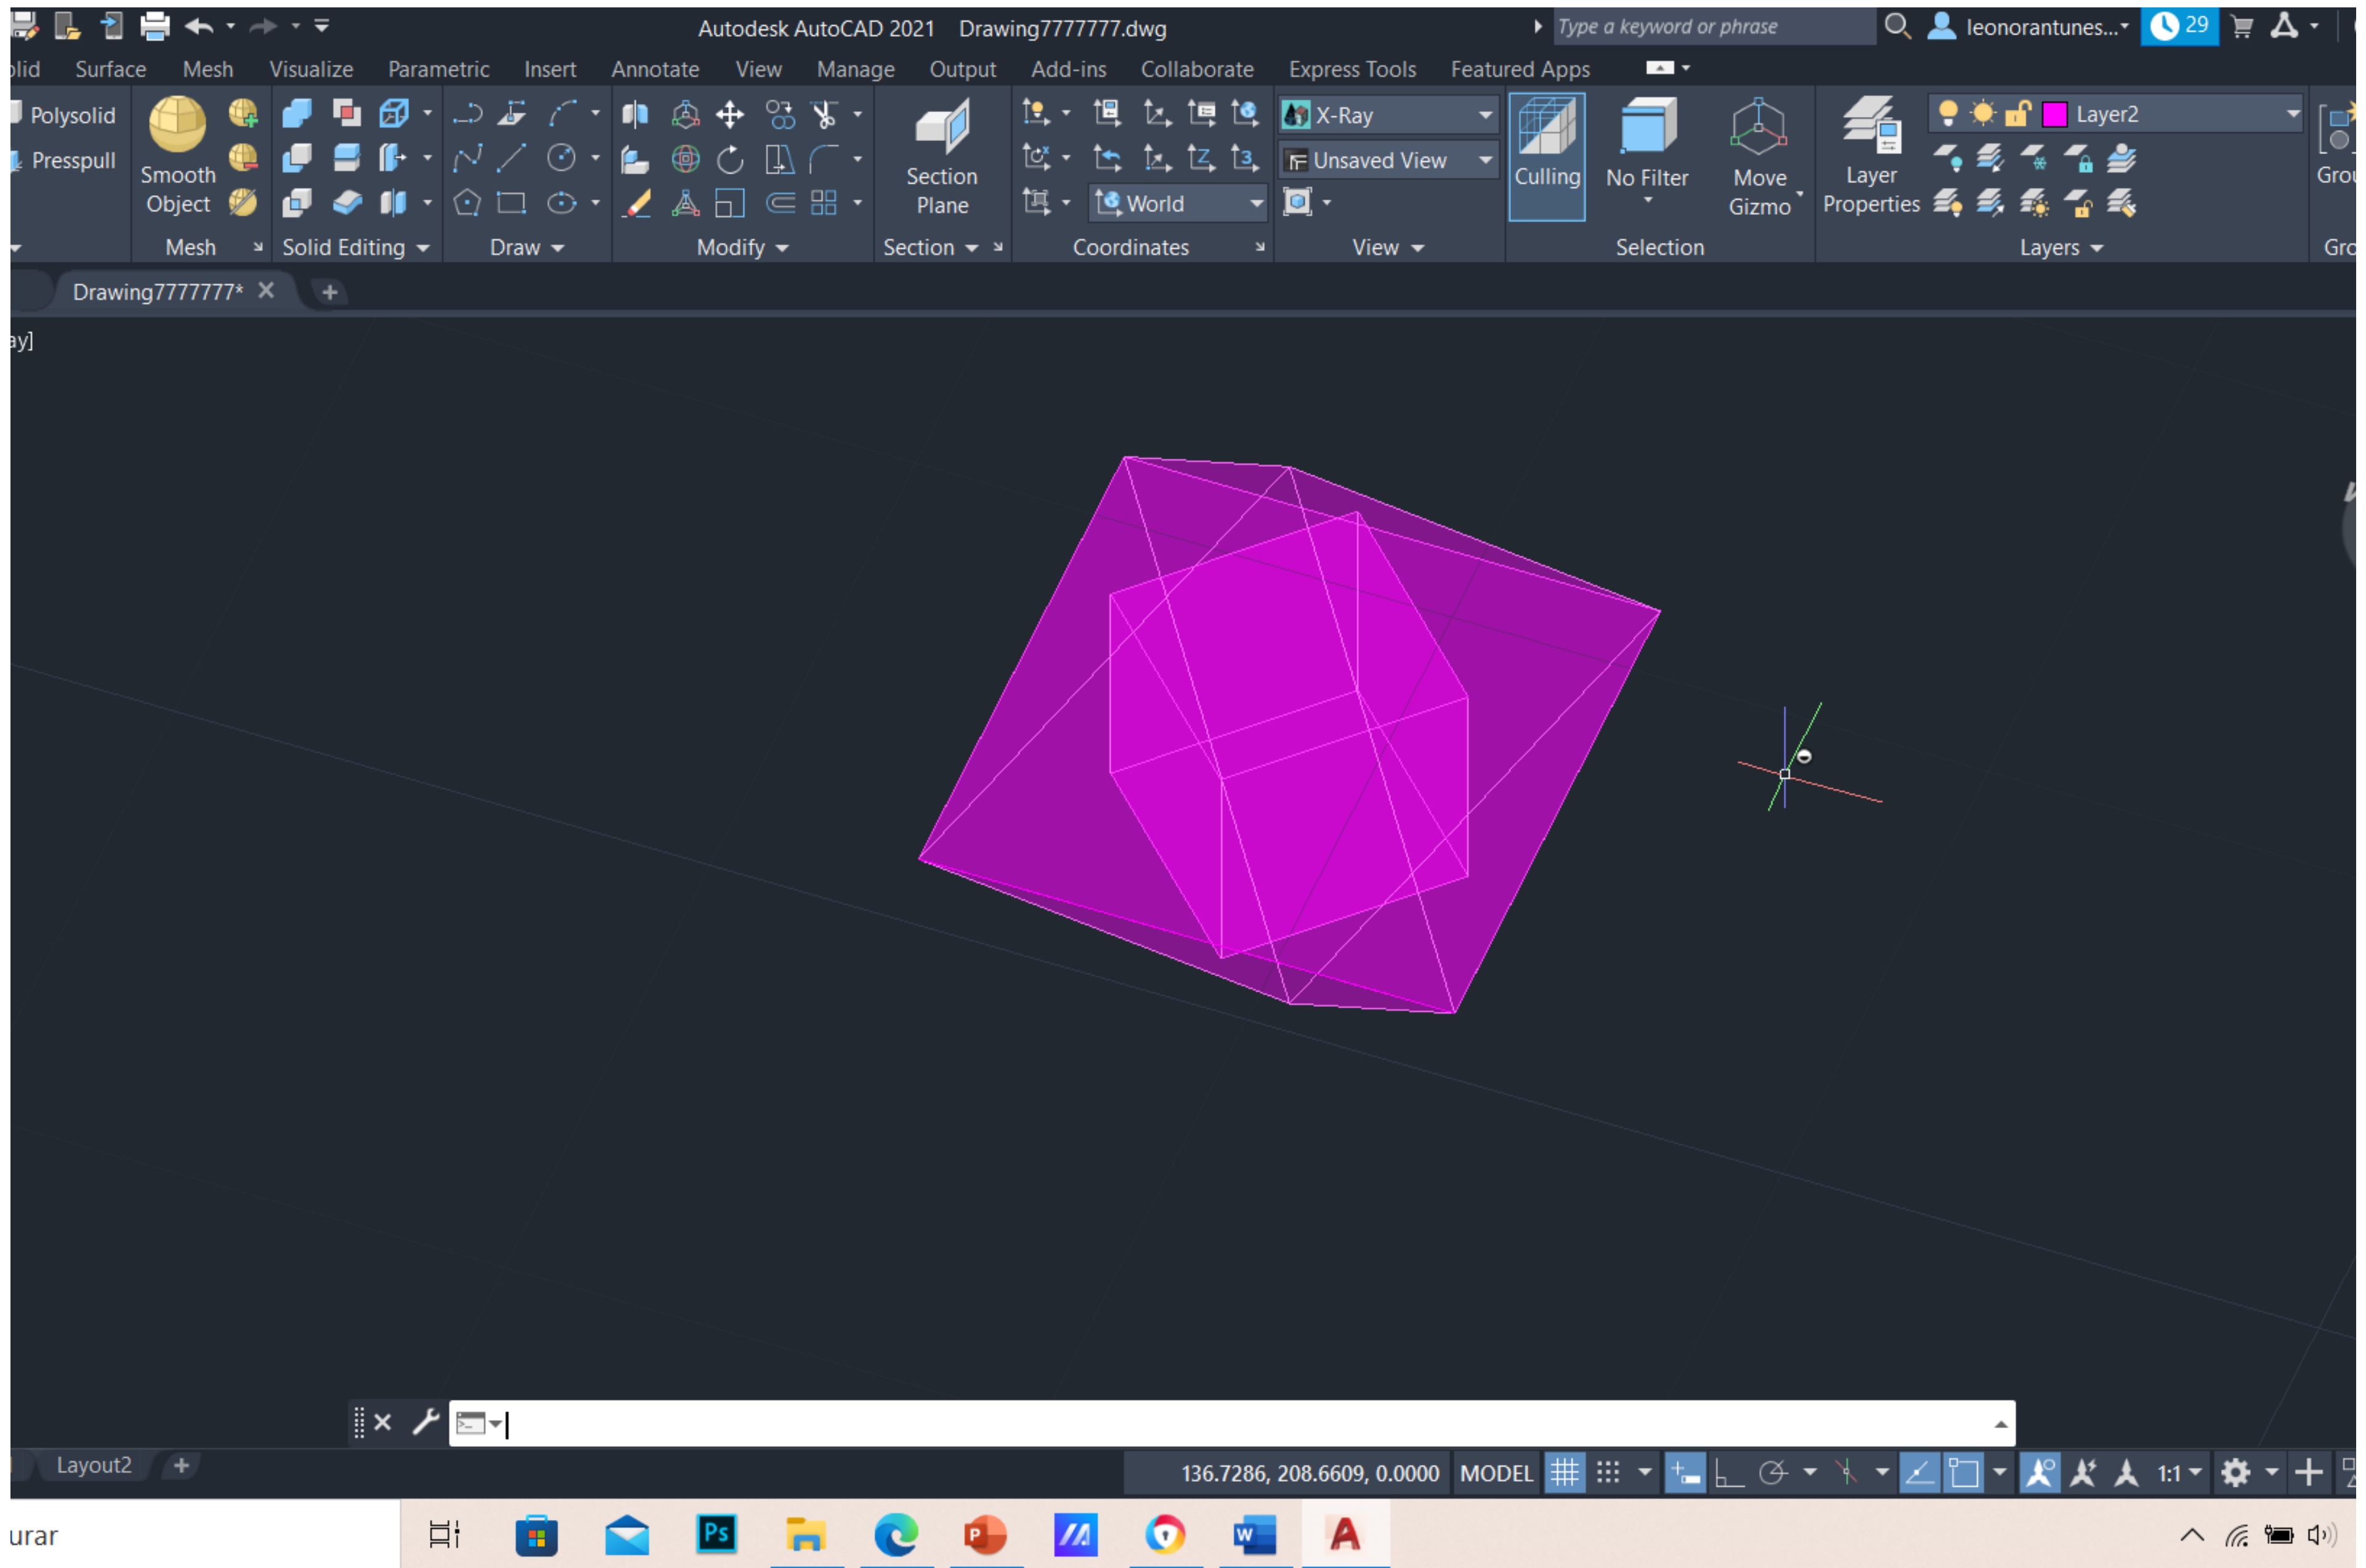 Autodesk AutoCAD 2021 Drawing7777777.dwg Type a keyword or phrase leonorantunes... 29
olid Surface Mesh Visualize Parametric Insert Annotate View Manage Output Add-ins Collaborate Express Tools Featured Apps
Polysolid
Presspull
Smooth
Object
Mesh
Solid Editing
Draw
Modify
Section
Plane
Section
World
Coordinates
X-Ray
Unsaved View
View
Culling
No Filter
Move
Gizmo
Selection
Layer
Properties
Layer2
Layers
Grou
Gro
Drawing7777777*
ay]
Layout2
136.7286, 208.6609, 0.0000 MODEL 1:1
urar
Ps
P
W
A